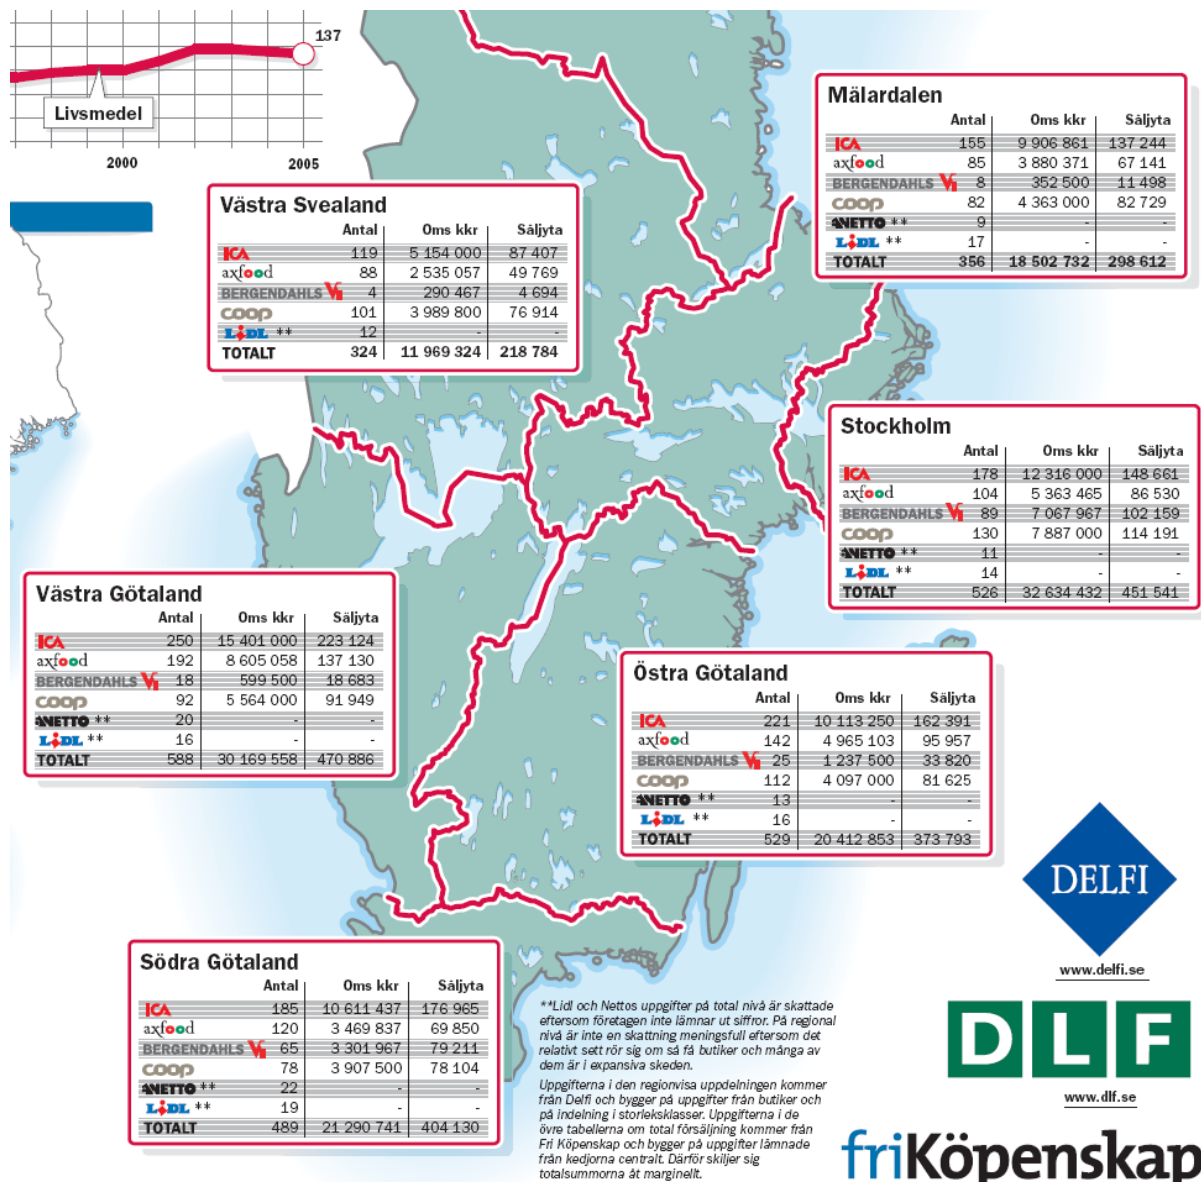 137
Livsmedel
2000 2005
Mälardalen
Antal Oms kkr Säljyta
ICA 155 9 906 861 137 244
axfood 85 3 880 371 67 141
BERGENDAHLS VI 8 352 500 11 498
COOP 82 4 363 000 82 729
NETTO ** 9 - -
LIDL ** 17 - -
TOTALT 356 18 502 732 298 612
Västra Svealand
Antal Oms kkr Säljyta
ICA 119 5 154 000 87 407
axfood 88 2 535 057 49 769
BERGENDAHLS VI 4 290 467 4 694
COOP 101 3 989 800 76 914
LIDL ** 12 - -
TOTALT 324 11 969 324 218 784
Stockholm
Antal Oms kkr Säljyta
ICA 178 12 316 000 148 661
axfood 104 5 363 465 86 530
BERGENDAHLS VI 89 7 067 967 102 159
COOP 130 7 887 000 114 191
NETTO ** 11 - -
LIDL ** 14 - -
TOTALT 526 32 634 432 451 541
Västra Götaland
Antal Oms kkr Säljyta
ICA 250 15 401 000 223 124
axfood 192 8 605 058 137 130
BERGENDAHLS VI 18 599 500 18 683
COOP 92 5 564 000 91 949
NETTO ** 20 - -
LIDL ** 16 - -
TOTALT 588 30 169 558 470 886
Östra Götaland
Antal Oms kkr Säljyta
ICA 221 10 113 250 162 391
axfood 142 4 965 103 95 957
BERGENDAHLS VI 25 1 237 500 33 820
COOP 112 4 097 000 81 625
NETTO ** 13 - -
LIDL ** 16 - -
TOTALT 529 20 412 853 373 793
DELFI
www.delfi.se
Södra Götaland
Antal Oms kkr Säljyta
ICA 185 10 611 437 176 965
axfood 120 3 469 837 69 850
BERGENDAHLS VI 65 3 301 967 79 211
COOP 78 3 907 500 78 104
NETTO ** 22 - -
LIDL ** 19 - -
TOTALT 489 21 290 741 404 130
**Lidl och Nettos uppgifter på total nivå är skattade
eftersom företagen inte lämnar ut siffror. På regional
nivå är inte en skattning meningsfull eftersom det
relativt sett rör sig om så få butiker och många av
dem är i expansiva skeden.
Uppgifterna i den regionvisa uppdelningen kommer
från Delfi och bygger på uppgifter från butiker och
på indelning i storleksklasser. Uppgifterna i de
övre tabellerna om total försäljning kommer från
Fri Köpenskap och bygger på uppgifter lämnade
från kedjorna centralt. Därför skiljer sig
totalsummorna åt marginellt.
DLF
www.dlf.se
friKöpenskap